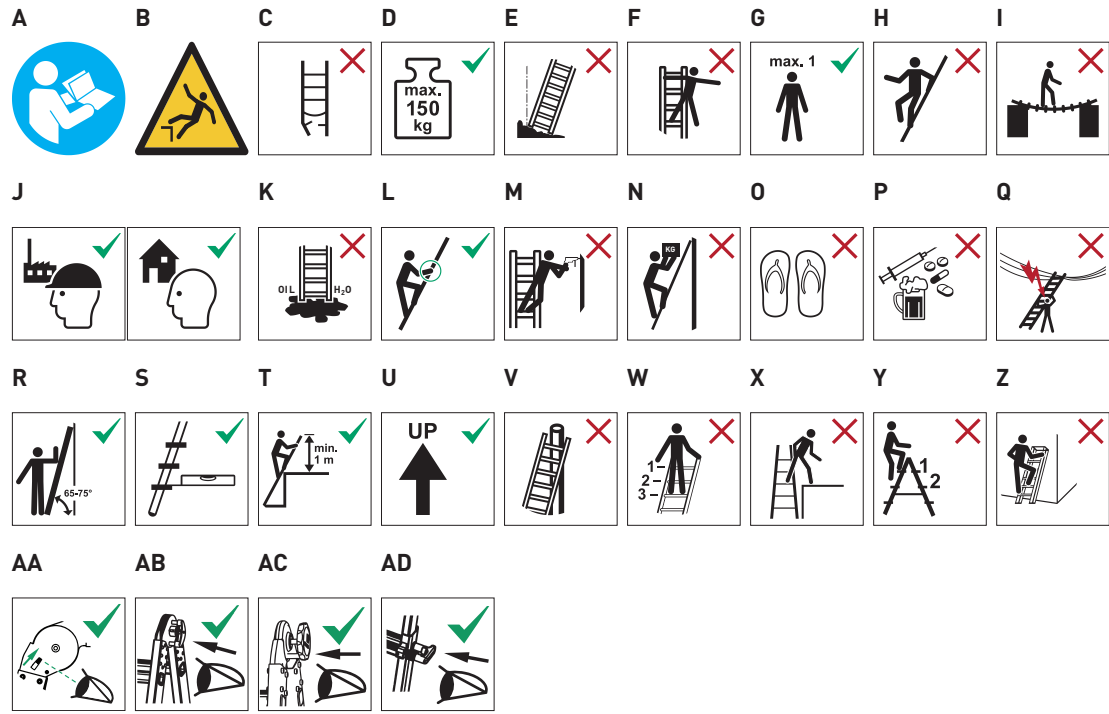 A B C D E F G H I
max.
150
kg
max. 1
J K L M N O P Q
OIL H₂O
KG
R S T U V W X Y Z
65-75°
min.
1 m
UP
1
2
3
1
2
AA AB AC AD